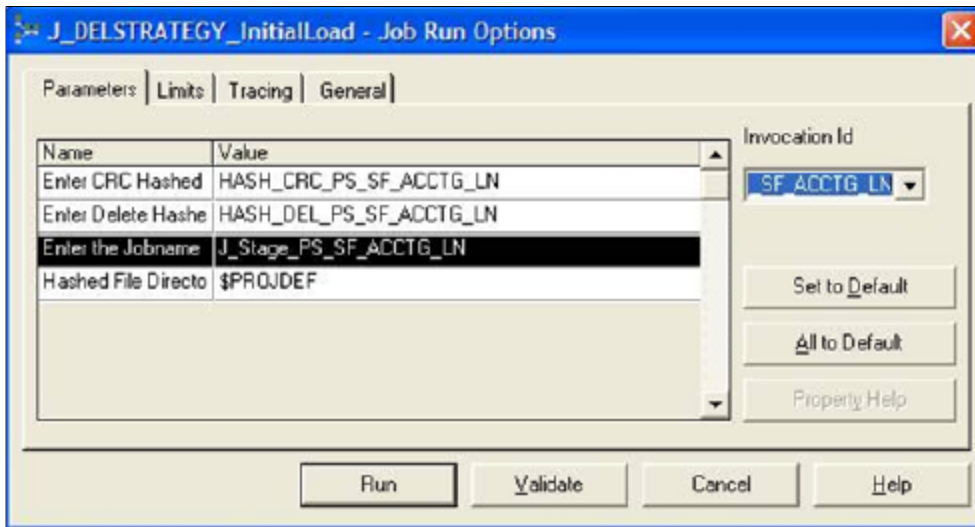 J_DELSTRATEGY_InitialLoad - Job Run Options
Parameters Limits Tracing General
Invocation Id
Name Value
Enter CRC Hashed HASH_CRC_PS_SF_ACCTG_LN
_SF_ACCTG_LN
Enter Delete Hashe HASH_DEL_PS_SF_ACCTG_LN
Enter the Jobname J_Stage_PS_SF_ACCTG_LN
Hashed File Directo $PROJDEF
Set to Default
All to Default
Property Help
Run Validate Cancel Help